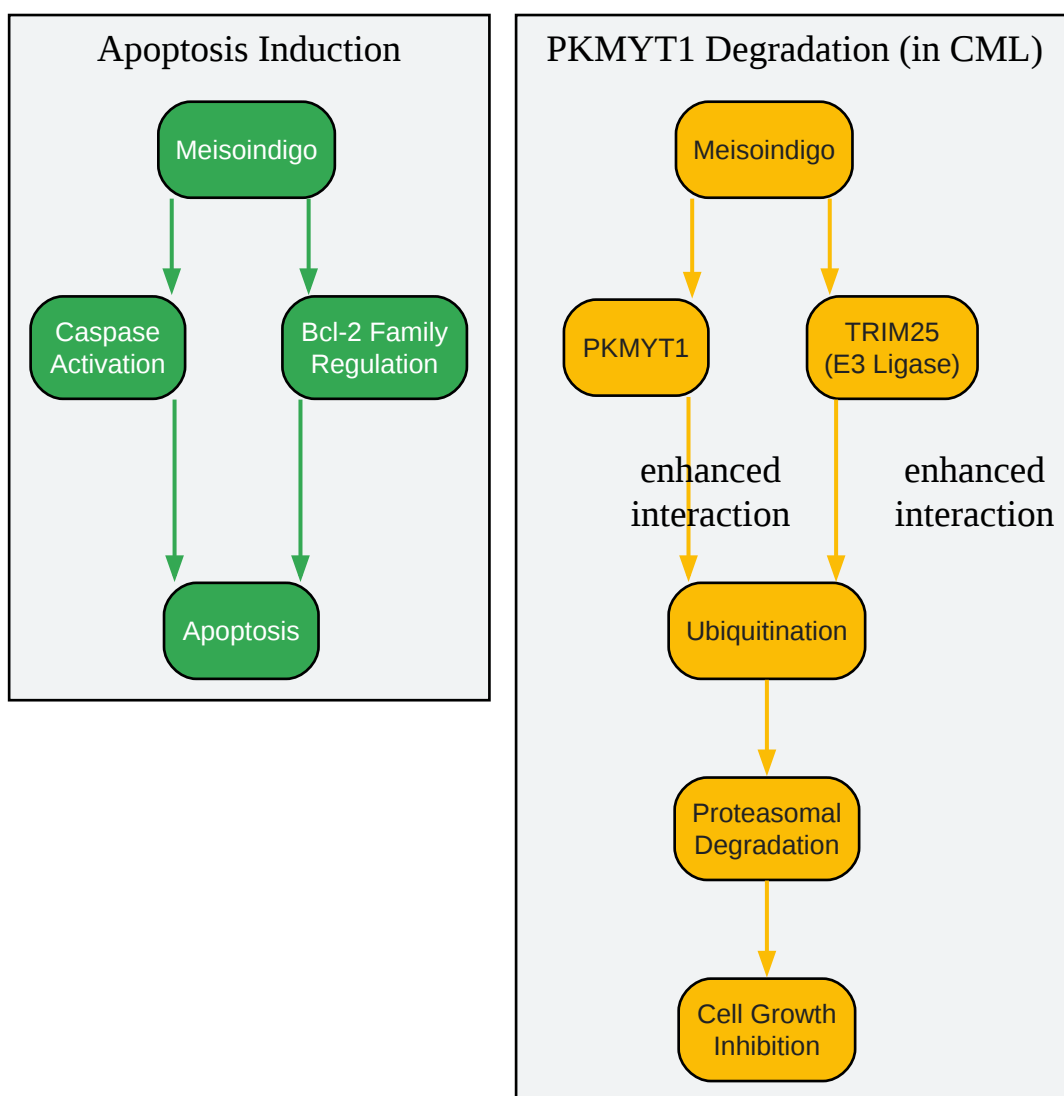 Apoptosis Induction
Meisoindigo
Caspase
Activation
Bcl-2 Family
Regulation
Apoptosis
PKMYT1 Degradation (in CML)
Meisoindigo
PKMYT1
TRIM25
(E3 Ligase)
enhanced
interaction
enhanced
interaction
Ubiquitination
Proteasomal
Degradation
Cell Growth
Inhibition